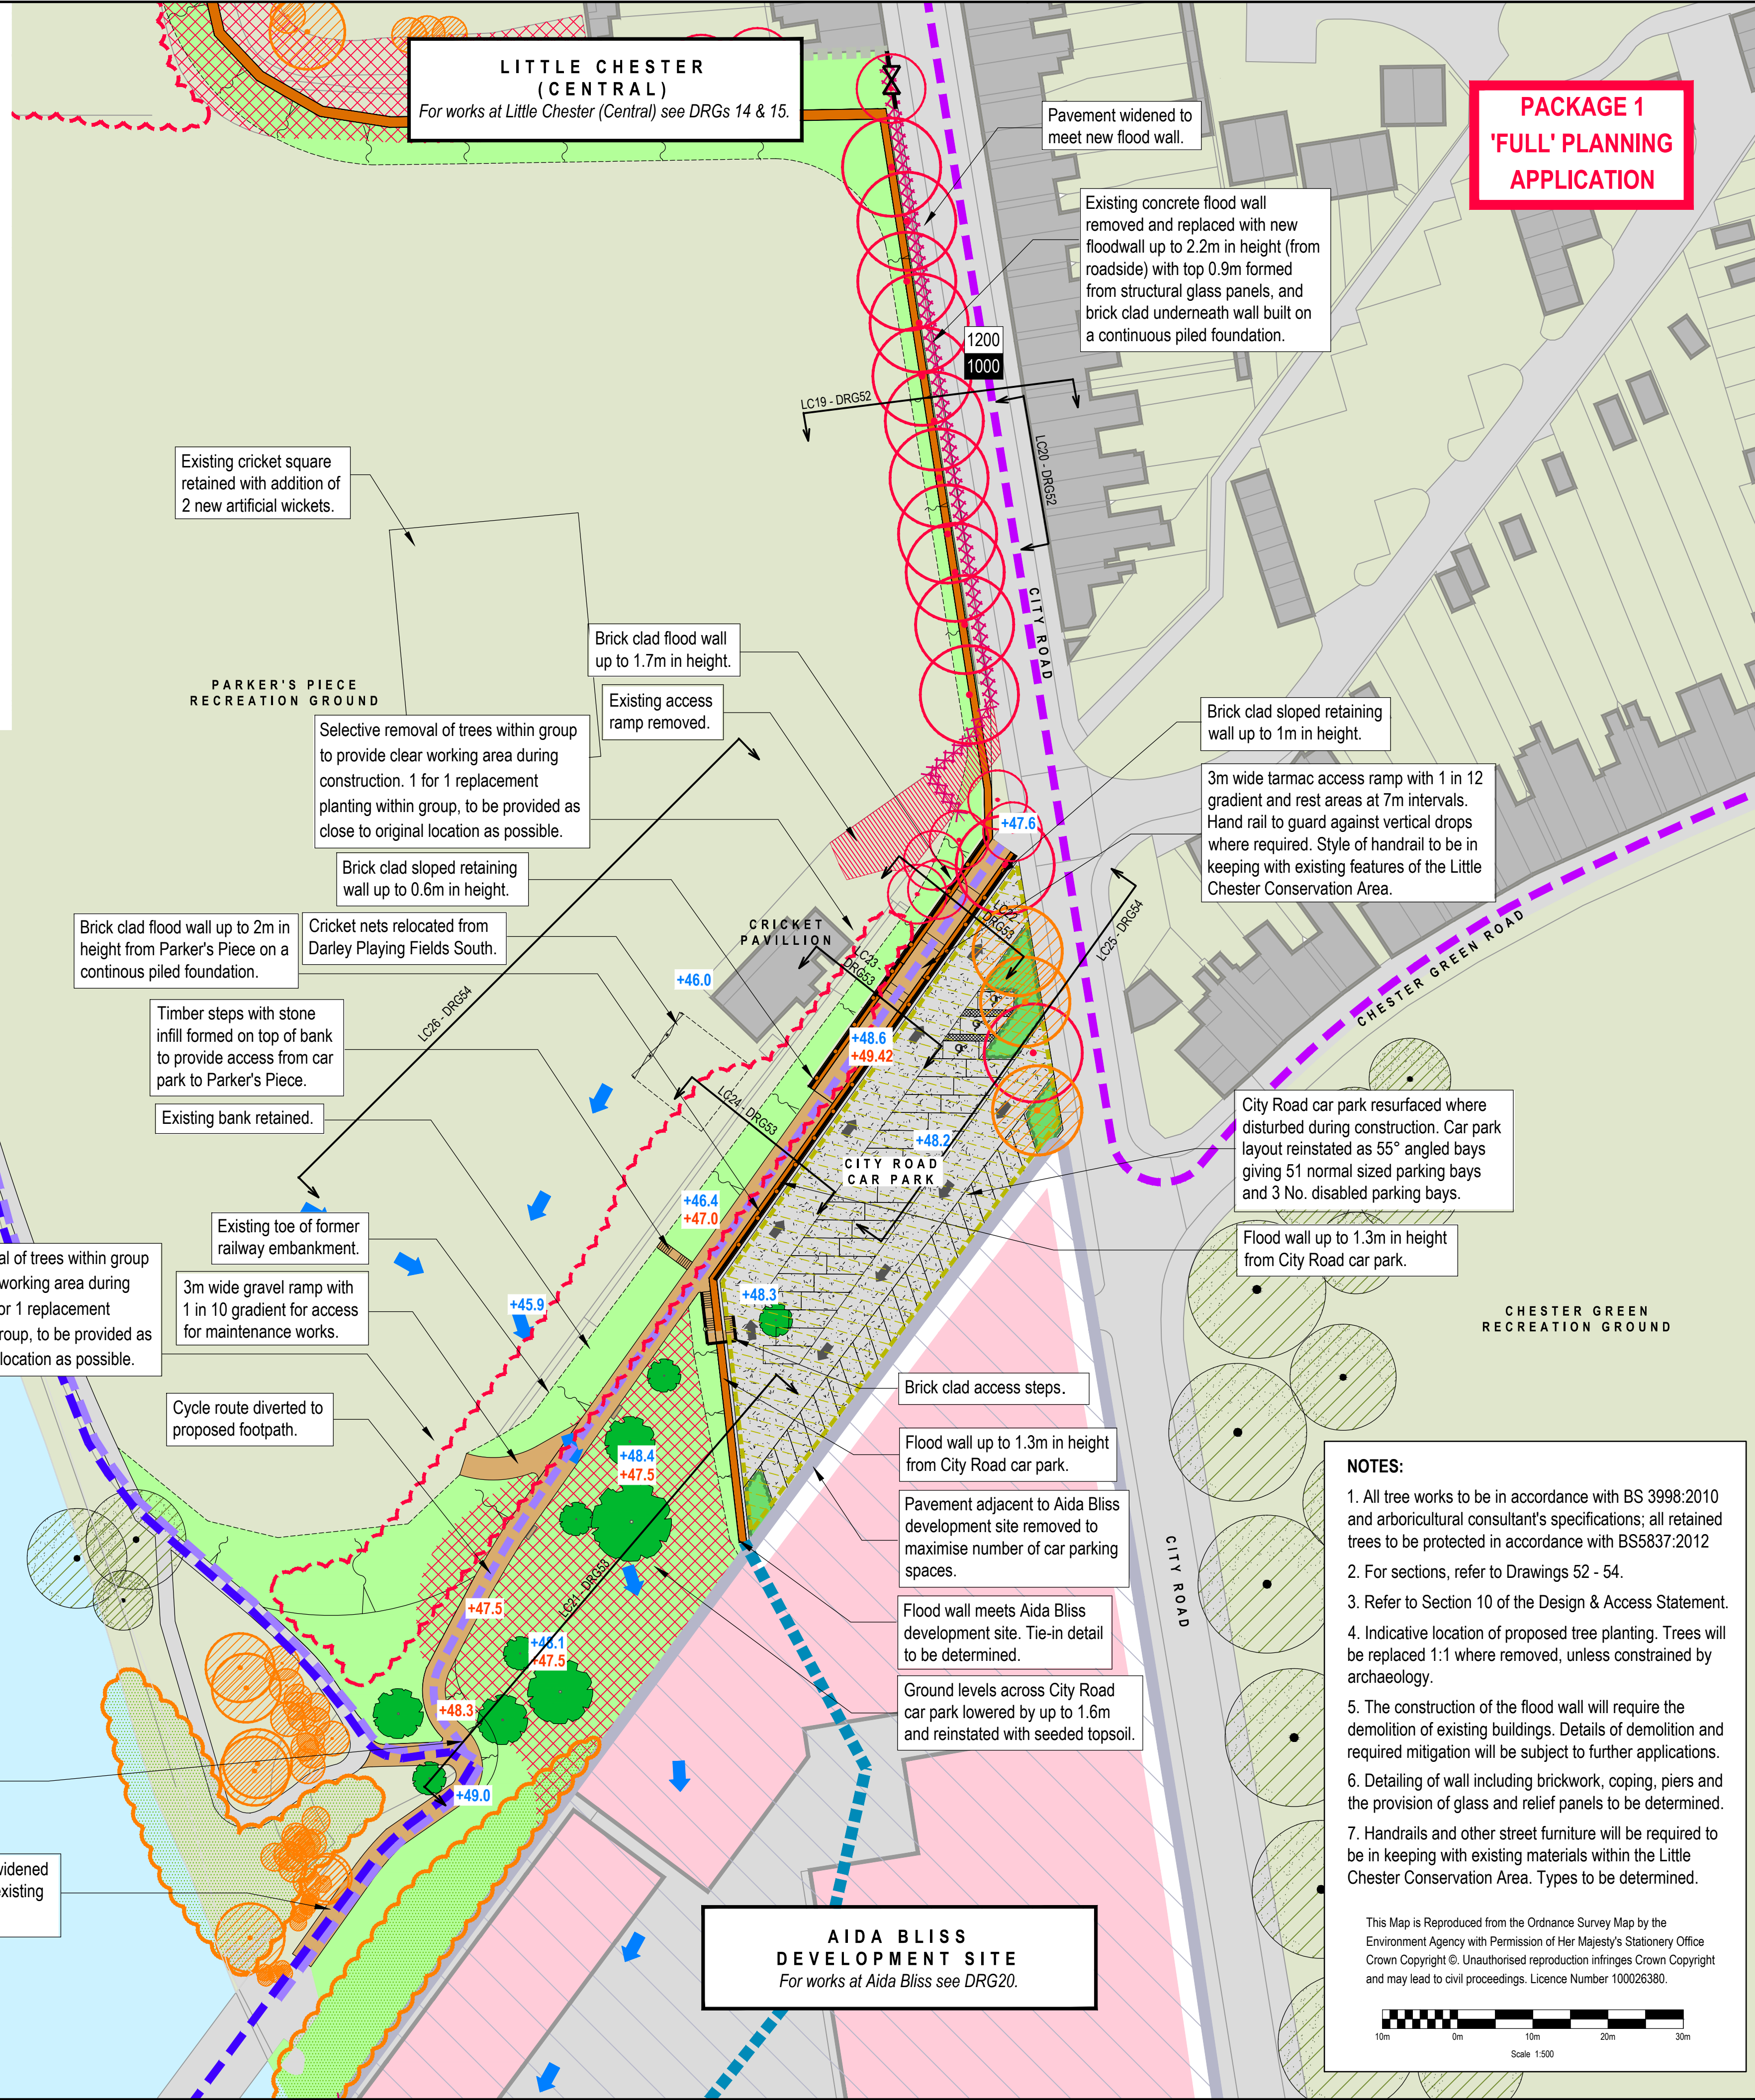 LITTLE CHESTER
(CENTRAL)
For works at Little Chester (Central) see DRGs 14 & 15.
PACKAGE 1
'FULL' PLANNING
APPLICATION
Pavement widened to
meet new flood wall.
Existing concrete flood wall
removed and replaced with new
floodwall up to 2.2m in height (from
roadside) with top 0.9m formed
from structural glass panels, and
brick clad underneath wall built on
a continuous piled foundation.
1200
1000
LC19 - DRG52
LC20 - DRG52
Existing cricket square
retained with addition of
2 new artificial wickets.
CITY ROAD
Brick clad flood wall
up to 1.7m in height.
PARKER'S PIECE
RECREATION GROUND
Existing access
ramp removed.
Brick clad sloped retaining
wall up to 1m in height.
Selective removal of trees within group
to provide clear working area during
construction. 1 for 1 replacement
planting within group, to be provided as
close to original location as possible.
3m wide tarmac access ramp with 1 in 12
gradient and rest areas at 7m intervals.
Hand rail to guard against vertical drops
where required. Style of handrail to be in
keeping with existing features of the Little
Chester Conservation Area.
+47.6
Brick clad sloped retaining
wall up to 0.6m in height.
Brick clad flood wall up to 2m in
height from Parker's Piece on a
continous piled foundation.
Cricket nets relocated from
Darley Playing Fields South.
CRICKET
PAVILLION
LC22 -
DRG53
LC23 -
DRG53
LC25 - DRG54
CHESTER GREEN ROAD
+46.0
LC26 - DRG54
Timber steps with stone
infill formed on top of bank
to provide access from car
park to Parker's Piece.
+48.6
+49.42
LC24 - DRG53
Existing bank retained.
+48.2
CITY ROAD
CAR PARK
City Road car park resurfaced where
disturbed during construction. Car park
layout reinstated as 55° angled bays
giving 51 normal sized parking bays
and 3 No. disabled parking bays.
+46.4
+47.0
Existing toe of former
railway embankment.
Flood wall up to 1.3m in height
from City Road car park.
al of trees within group
working area during
or 1 replacement
roup, to be provided as
location as possible.
3m wide gravel ramp with
1 in 10 gradient for access
for maintenance works.
+45.9
+48.3
CHESTER GREEN
RECREATION GROUND
Brick clad access steps.
Cycle route diverted to
proposed footpath.
Flood wall up to 1.3m in height
from City Road car park.
+48.4
+47.5
Pavement adjacent to Aida Bliss
development site removed to
maximise number of car parking
spaces.
CITY ROAD
LC21 - DRG53
+47.5
Flood wall meets Aida Bliss
development site. Tie-in detail
to be determined.
+48.1
+47.5
Ground levels across City Road
car park lowered by up to 1.6m
and reinstated with seeded topsoil.
+48.3
+49.0
widened
existing
AIDA BLISS
DEVELOPMENT SITE
For works at Aida Bliss see DRG20.
NOTES:
1. All tree works to be in accordance with BS 3998:2010
and arboricultural consultant's specifications; all retained
trees to be protected in accordance with BS5837:2012
2. For sections, refer to Drawings 52 - 54.
3. Refer to Section 10 of the Design & Access Statement.
4. Indicative location of proposed tree planting. Trees will
be replaced 1:1 where removed, unless constrained by
archaeology.
5. The construction of the flood wall will require the
demolition of existing buildings. Details of demolition and
required mitigation will be subject to further applications.
6. Detailing of wall including brickwork, coping, piers and
the provision of glass and relief panels to be determined.
7. Handrails and other street furniture will be required to
be in keeping with existing materials within the Little
Chester Conservation Area. Types to be determined.
This Map is Reproduced from the Ordnance Survey Map by the
Environment Agency with Permission of Her Majesty's Stationery Office
Crown Copyright ©. Unauthorised reproduction infringes Crown Copyright
and may lead to civil proceedings. Licence Number 100026380.
10m 0m 10m 20m 30m
Scale 1:500